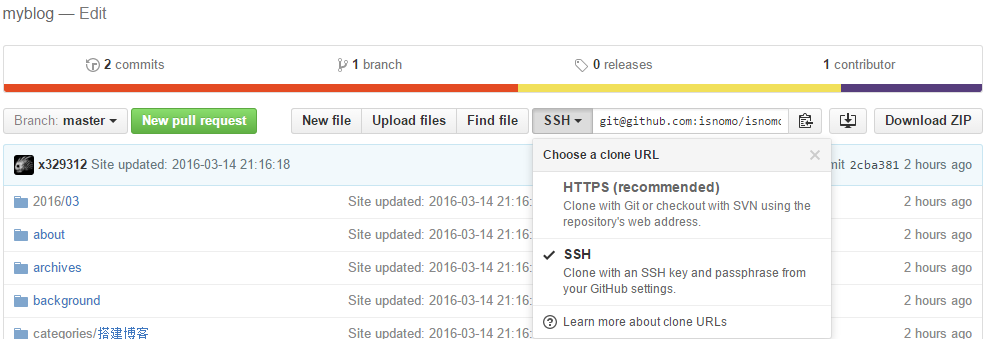 myblog — Edit
2 commits 1 branch 0 releases 1 contributor
Branch: master New pull request New file Upload files Find file SSH git@github.com:isnomo/isnomo Download ZIP
x329312 Site updated: 2016-03-14 21:16:18 2cba381 2 hours ago
Choose a clone URL
HTTPS (recommended)
Clone with Git or checkout with SVN using the
repository's web address.
SSH
Clone with an SSH key and passphrase from
your GitHub settings.
Learn more about clone URLs
2016/03 Site updated: 2016-03-14 21:16: 2 hours ago
about Site updated: 2016-03-14 21:16: 2 hours ago
archives Site updated: 2016-03-14 21:16: 2 hours ago
background Site updated: 2016-03-14 21:16: 2 hours ago
categories/搭建博客 Site updated: 2016-03-14 21:16: 2 hours ago